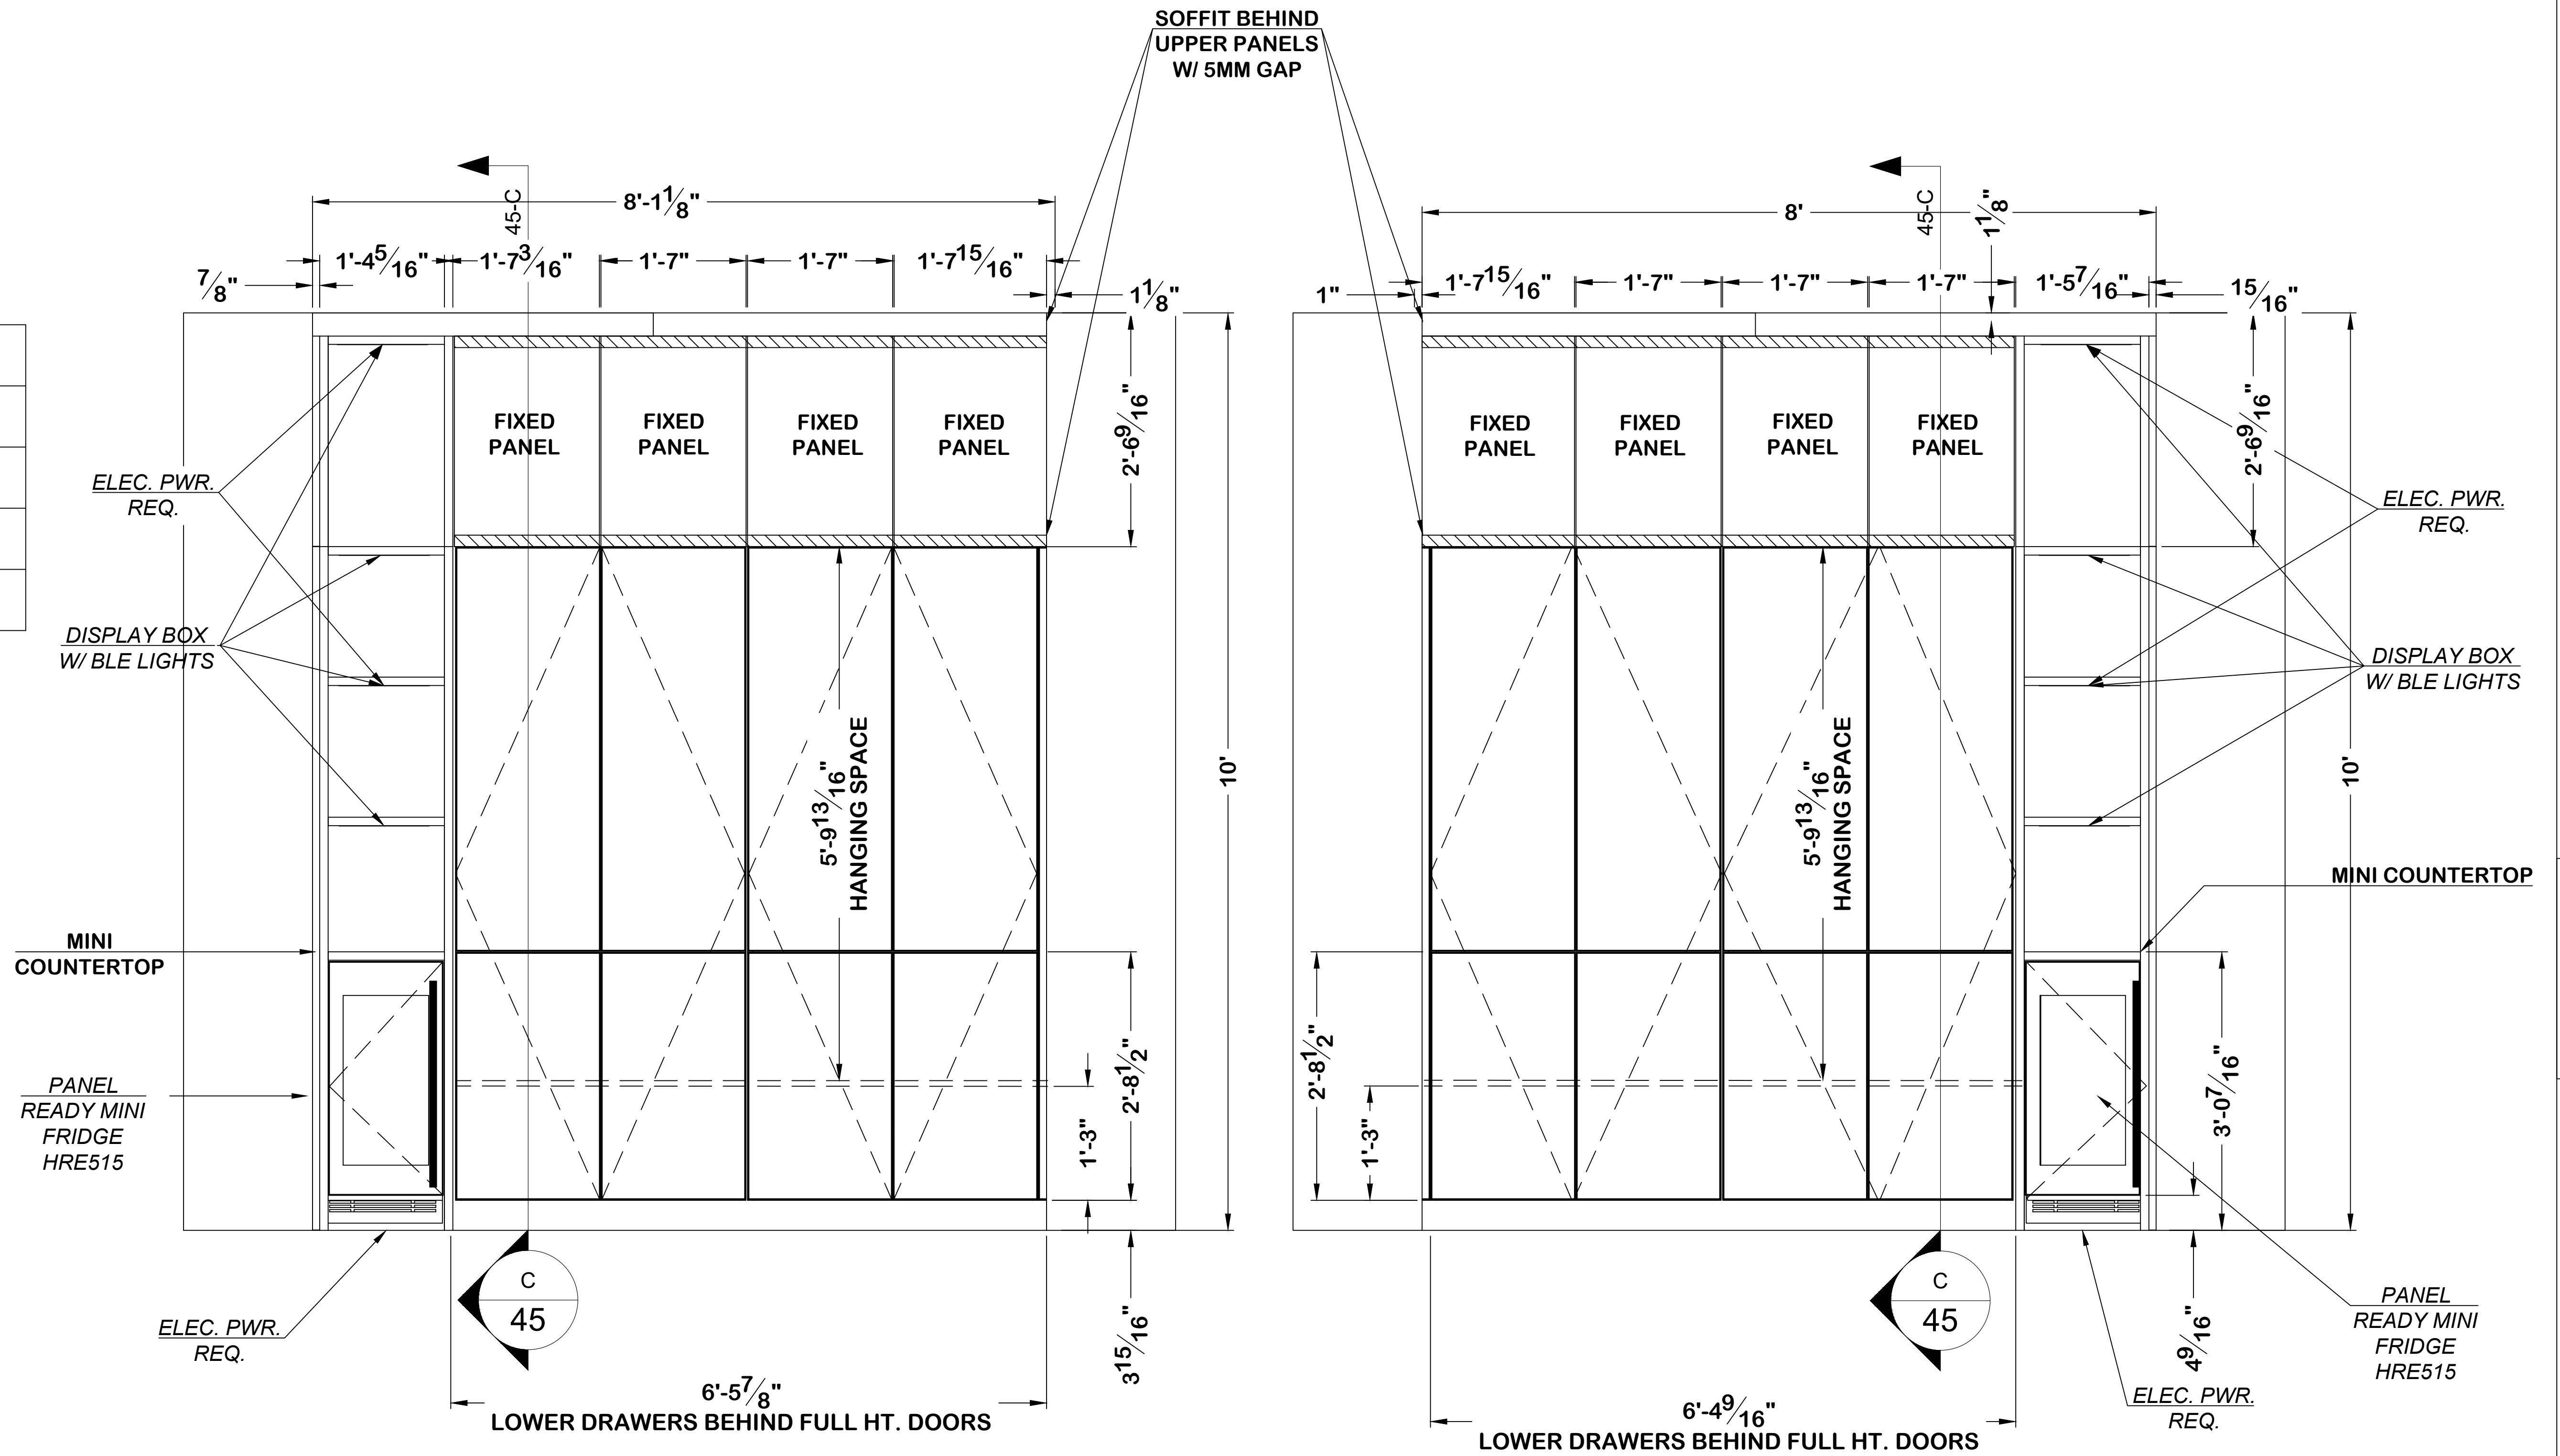 SOFFIT BEHIND
UPPER PANELS
W/ 5MM GAP
45-C
8'-1 1/8"
7/8"
1'-4 5/16"
1'-7 3/16"
1'-7"
1'-7"
1'-7 15/16"
1 1/8"
FIXED
PANEL
FIXED
PANEL
FIXED
PANEL
FIXED
PANEL
2'-6 9/16"
10'
ELEC. PWR.
REQ.
DISPLAY BOX
W/ BLE LIGHTS
5'-9 13/16"
HANGING SPACE
MINI
COUNTERTOP
PANEL
READY MINI
FRIDGE
HRE515
2'-8 1/2"
1'-3"
3 15/16"
ELEC. PWR.
REQ.
C
45
6'-5 7/8"
LOWER DRAWERS BEHIND FULL HT. DOORS
45-C
8'
1 1/8"
1"
1'-7 15/16"
1'-7"
1'-7"
1'-7"
1'-5 7/16"
15/16"
FIXED
PANEL
FIXED
PANEL
FIXED
PANEL
FIXED
PANEL
2'-6 9/16"
10'
ELEC. PWR.
REQ.
DISPLAY BOX
W/ BLE LIGHTS
5'-9 13/16"
HANGING SPACE
MINI COUNTERTOP
2'-8 1/2"
1'-3"
3'-0 7/16"
4 9/16"
PANEL
READY MINI
FRIDGE
HRE515
ELEC. PWR.
REQ.
C
45
6'-4 9/16"
LOWER DRAWERS BEHIND FULL HT. DOORS